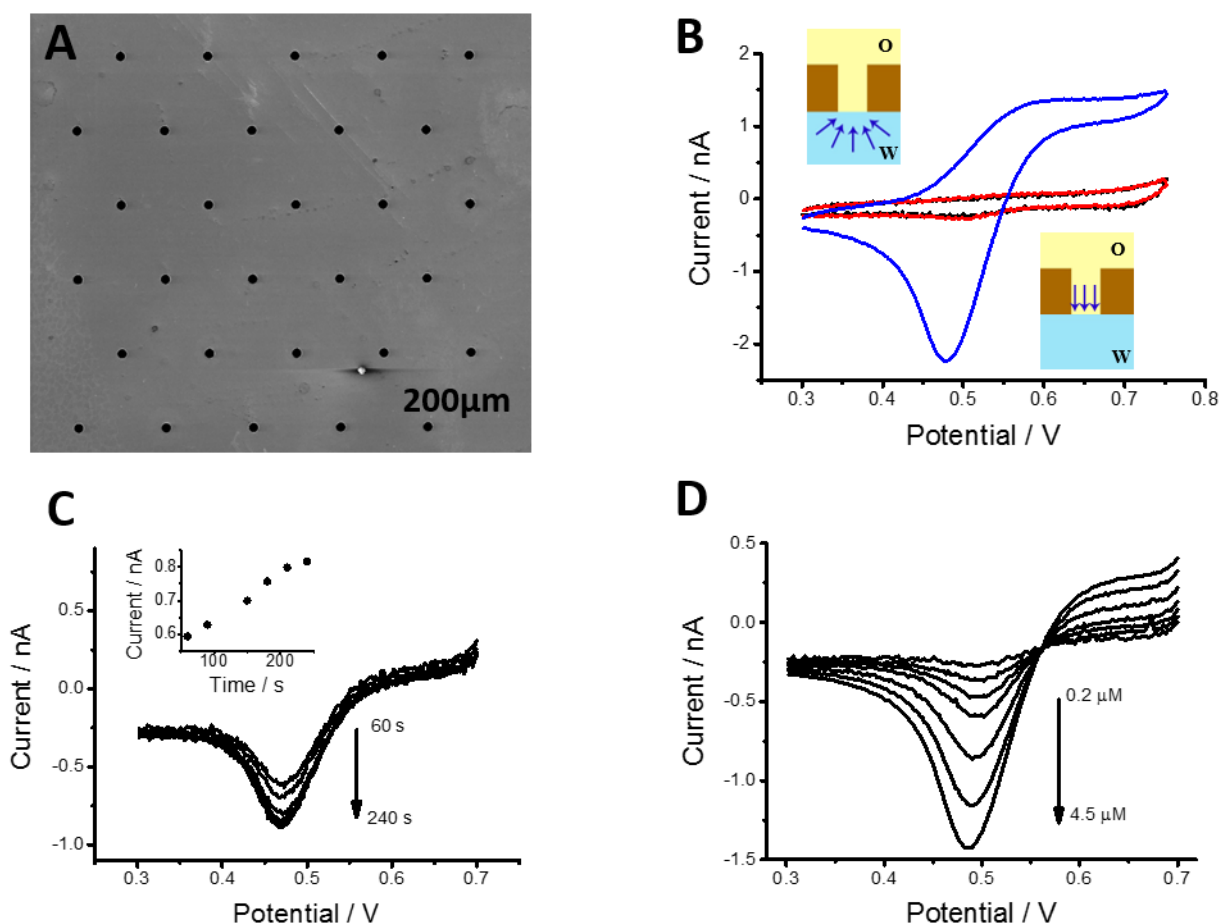 A
200µm
B
Current / nA
2
1
0
-1
-2
O
W
O
W
0.3 0.4 0.5 0.6 0.7 0.8
Potential / V
C
Current / nA
0.5
0.0
-0.5
-1.0
Current / nA
0.8
0.7
0.6
100 200
Time / s
60 s
240 s
0.3 0.4 0.5 0.6 0.7
Potential / V
D
Current / nA
0.5
0.0
-0.5
-1.0
-1.5
0.2 µM
4.5 µM
0.3 0.4 0.5 0.6 0.7
Potential / V